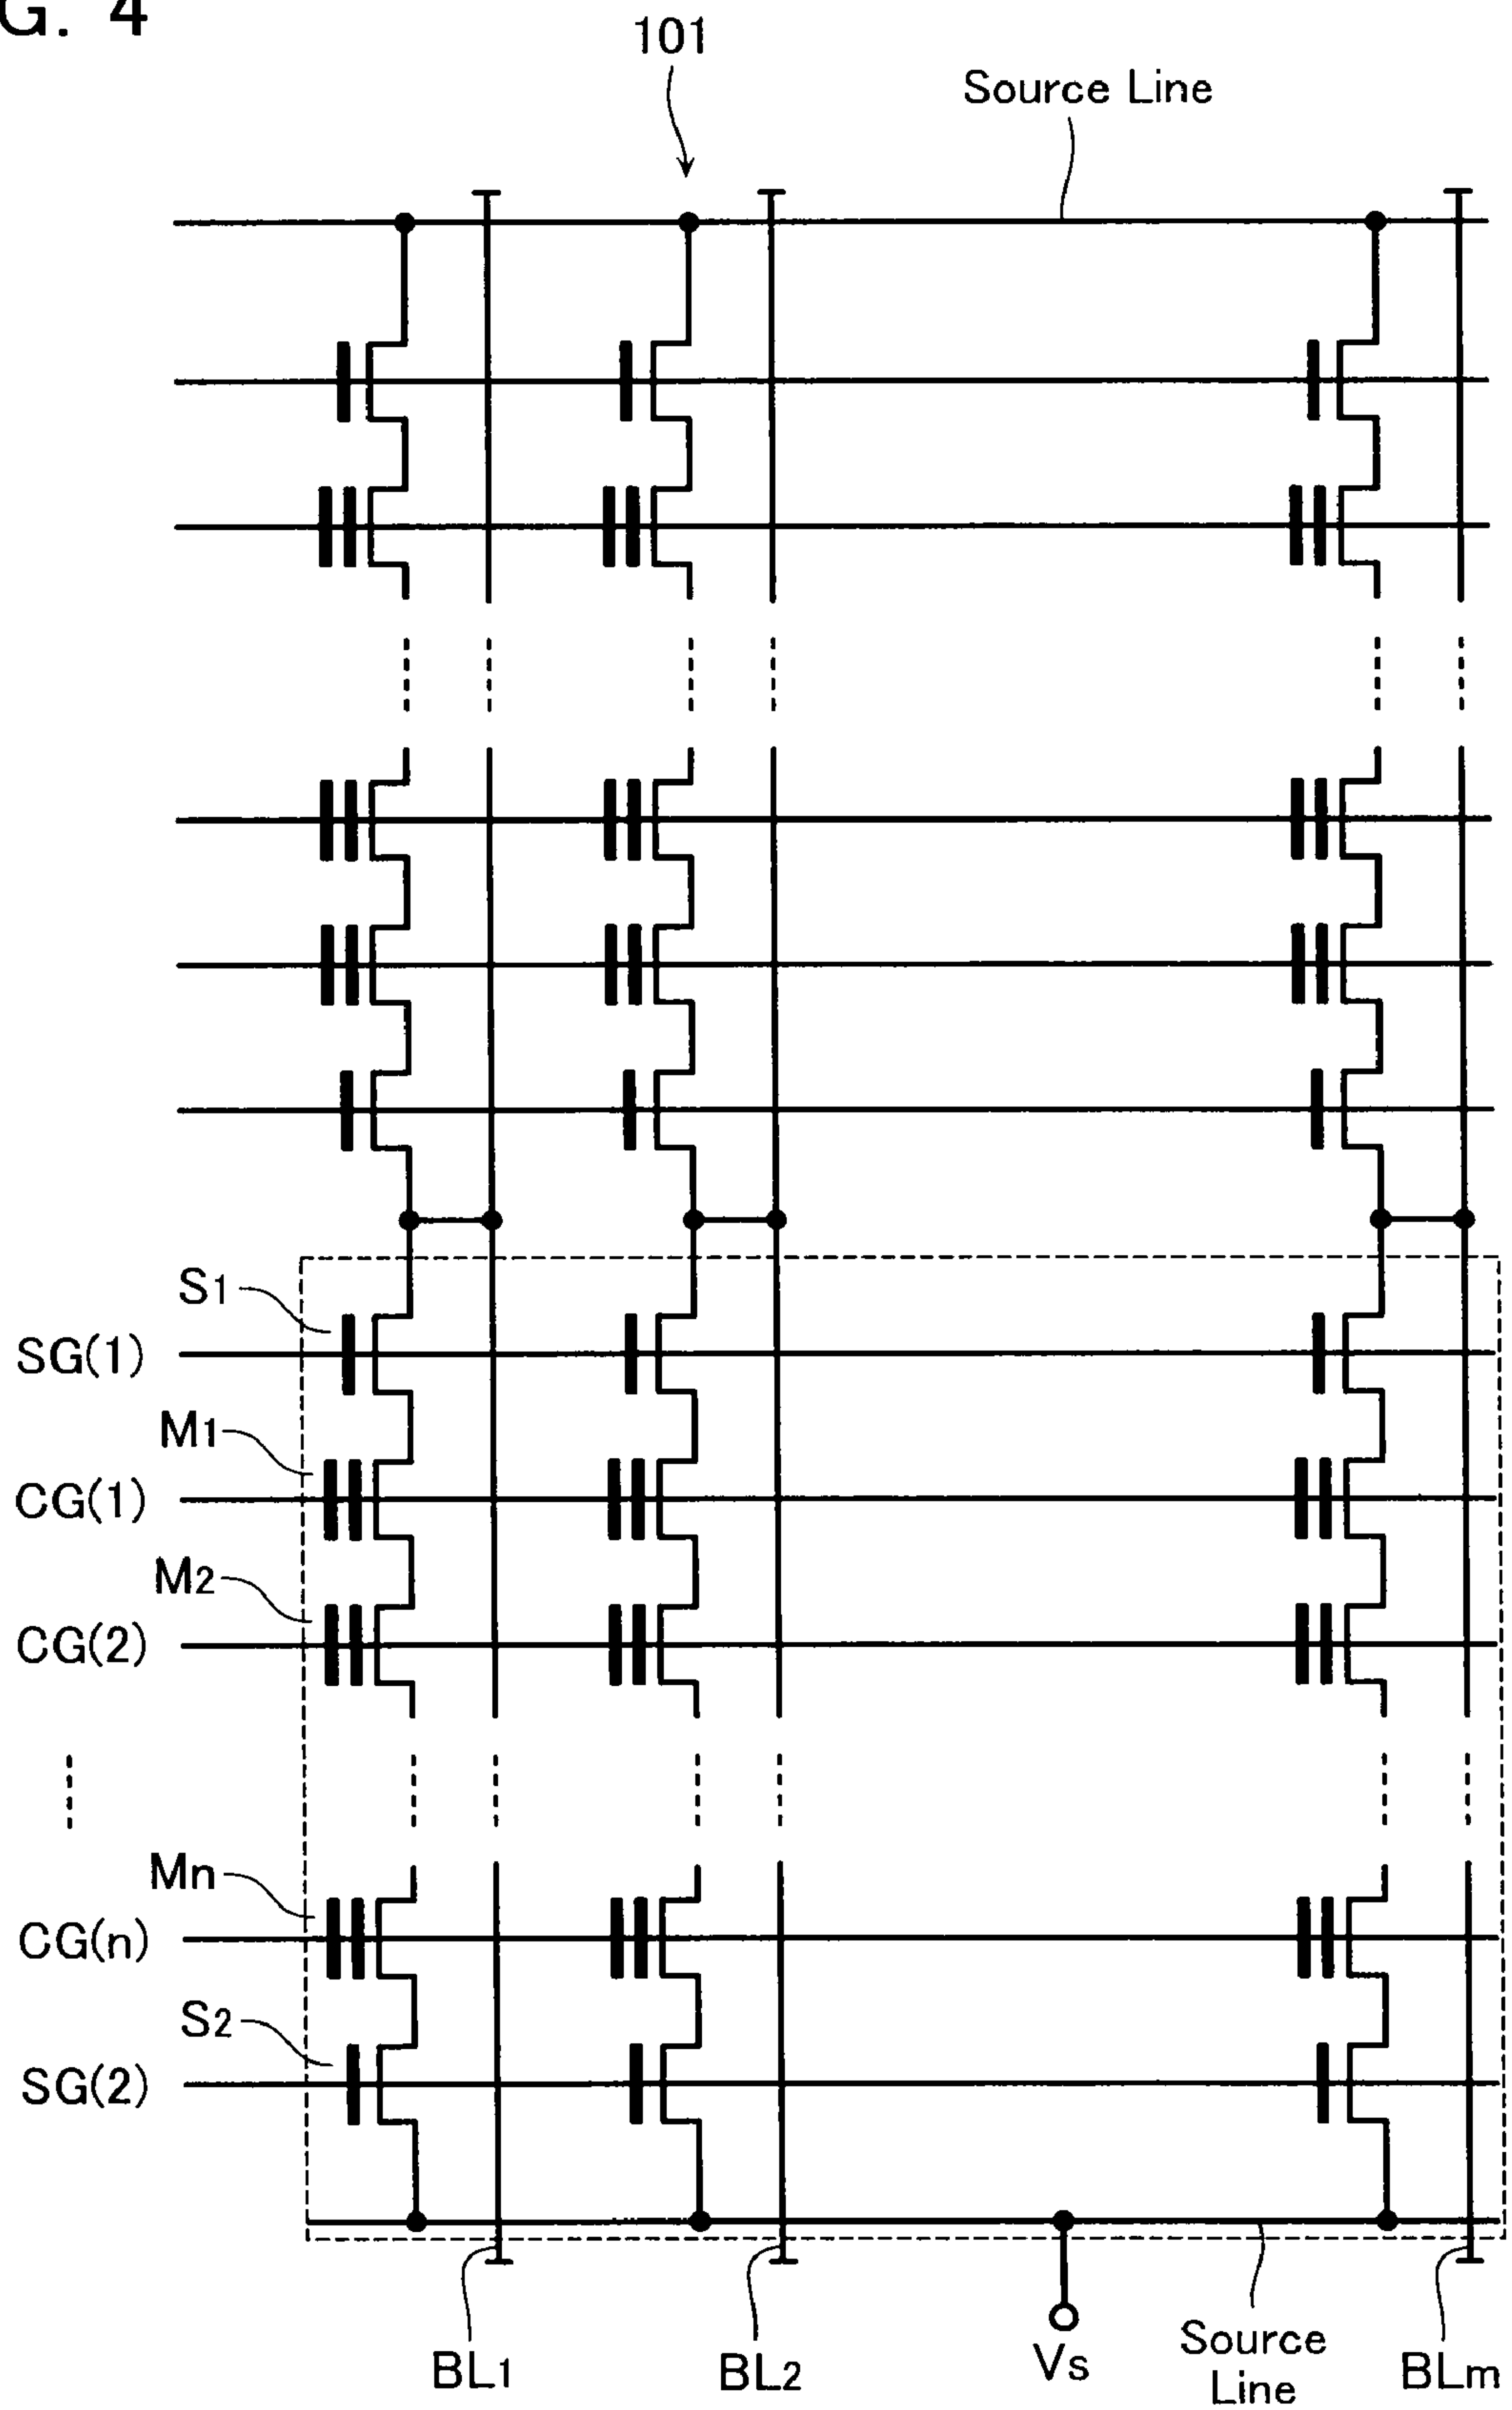 G. 4
101
Source Line
S1
SG(1)
M1
CG(1)
M2
CG(2)
Mn
CG(n)
S2
SG(2)
BL1
BL2
Vs
Source
Line
BLm